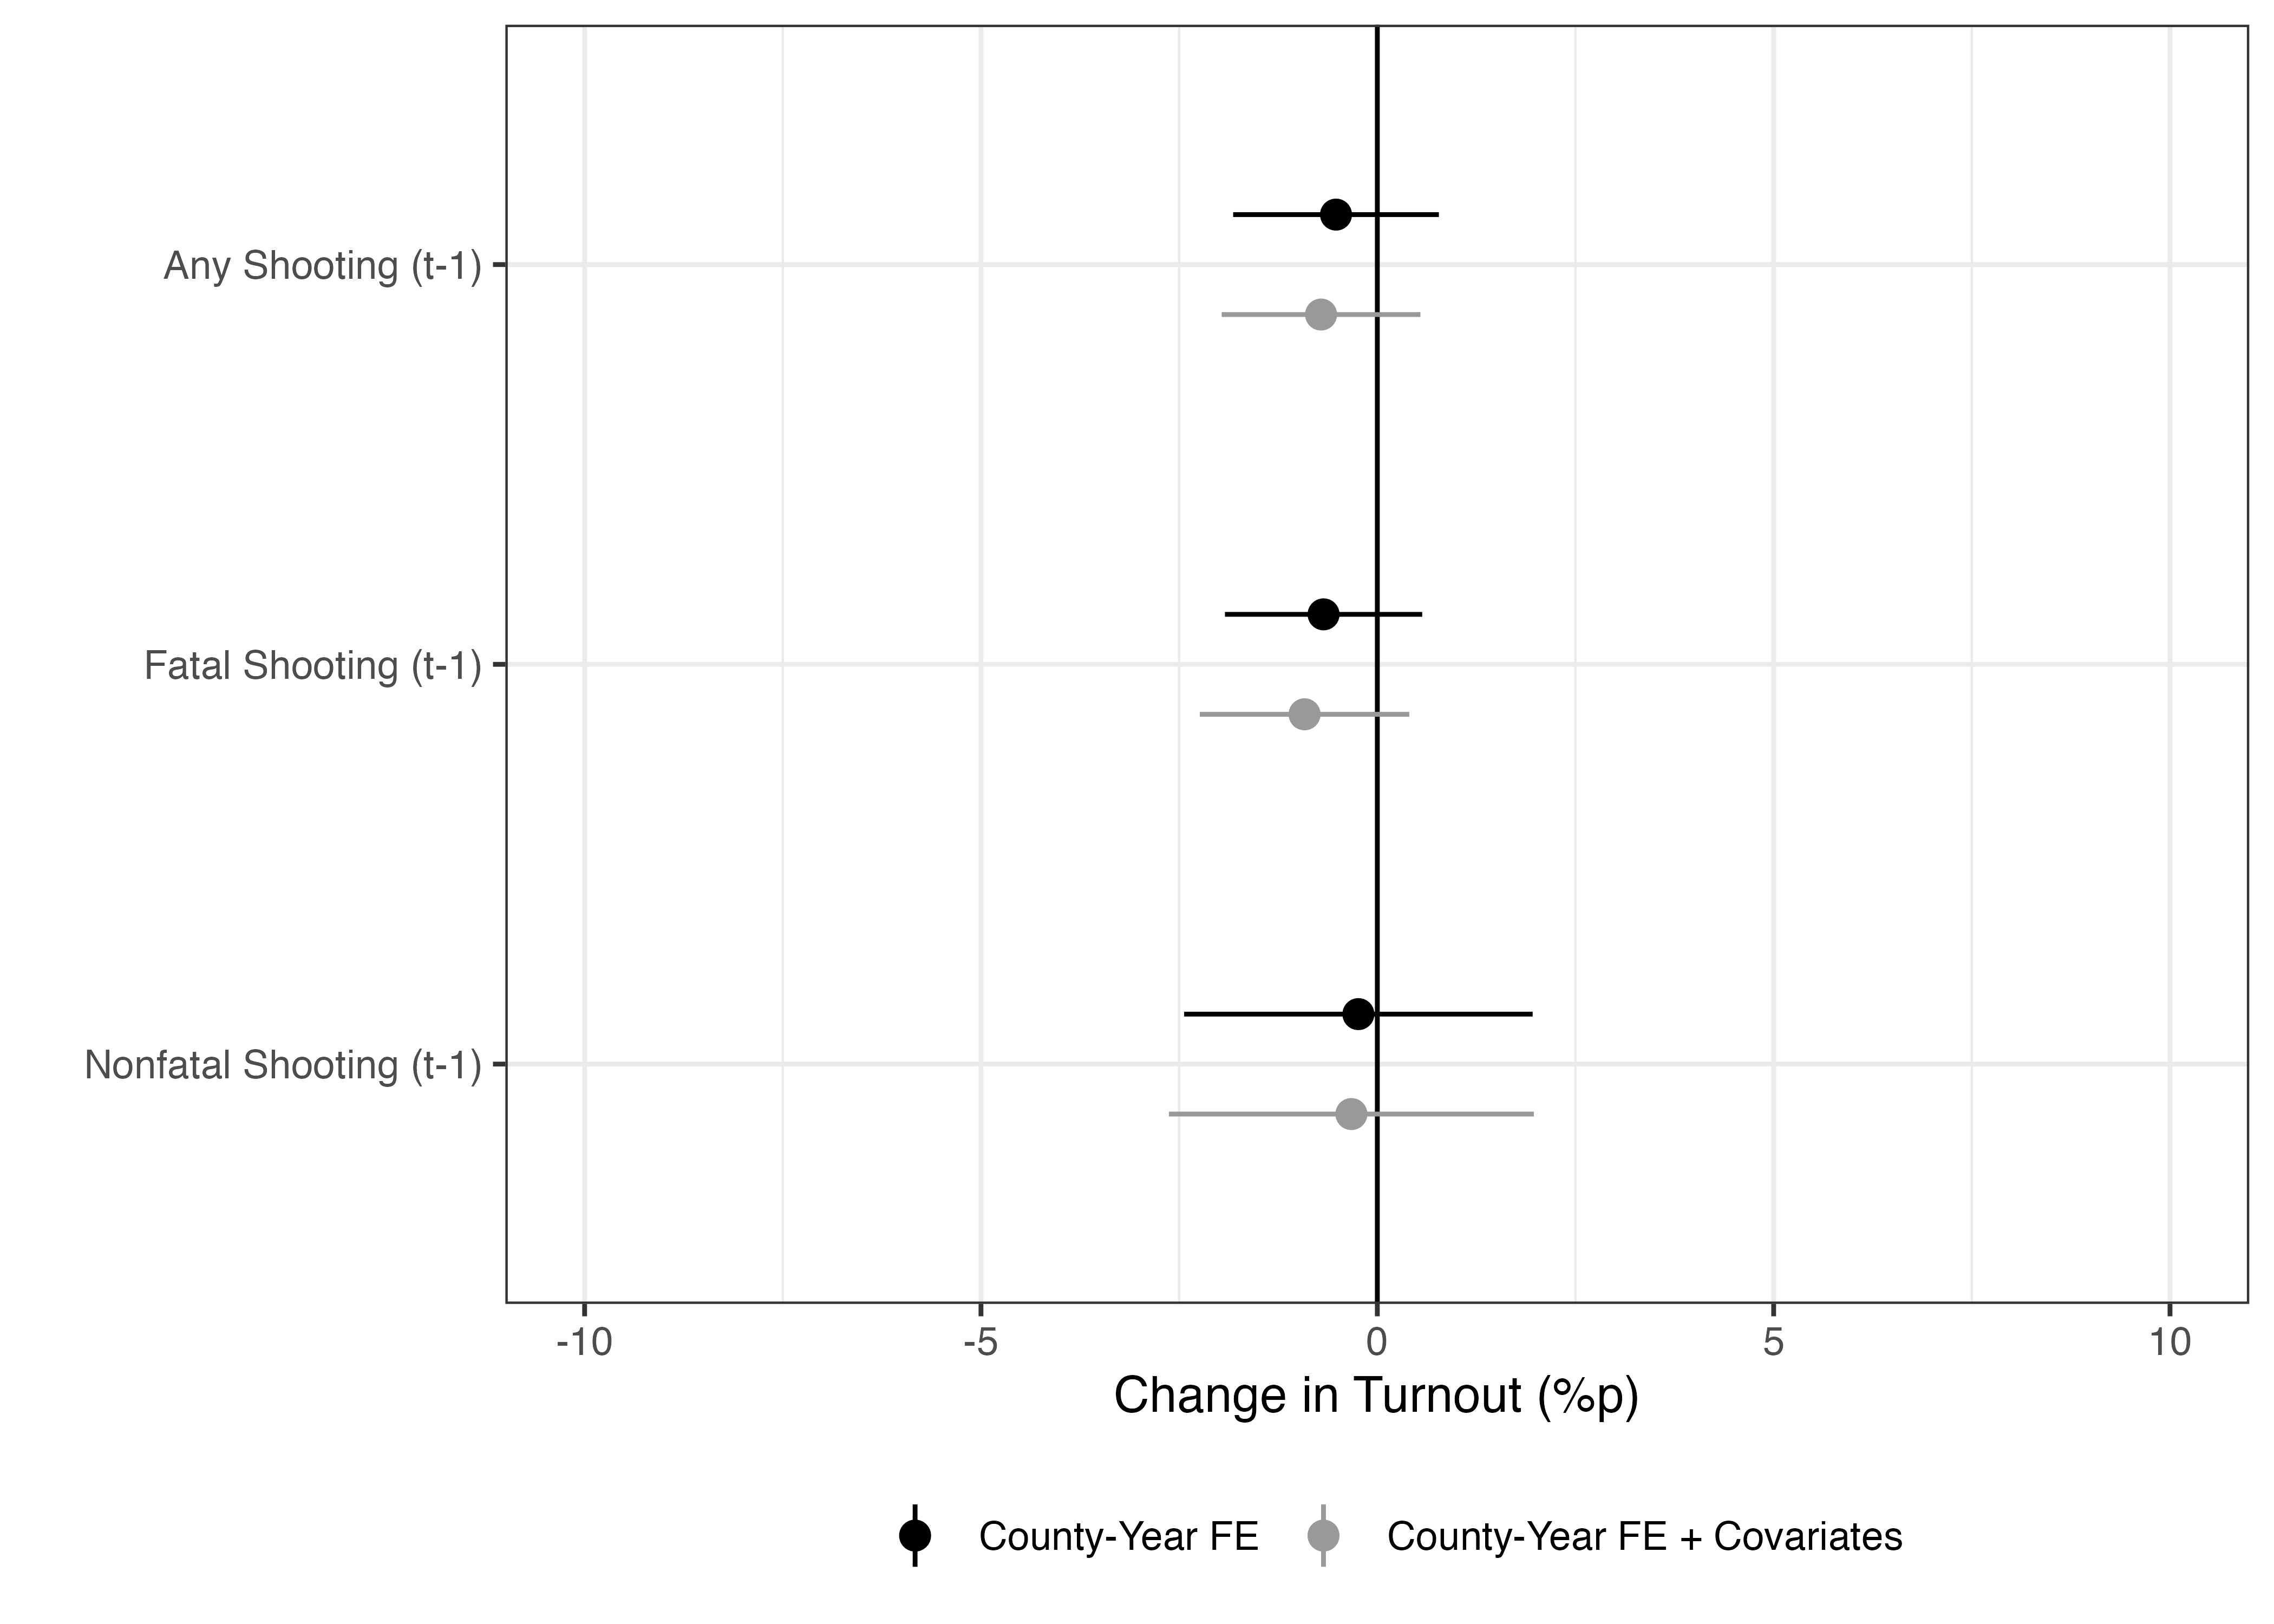 Any Shooting (t-1)
Fatal Shooting (t-1)
Nonfatal Shooting (t-1)
-10 -5 0 5 10
Change in Turnout (%p)
County-Year FE County-Year FE + Covariates